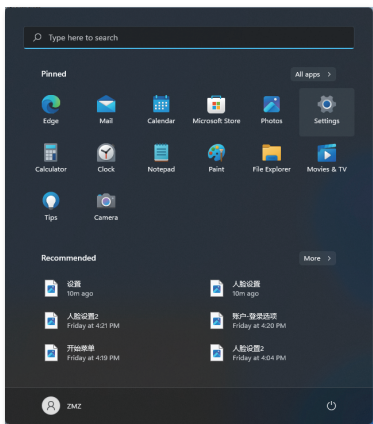 Type here to search
Pinned
All apps >
Edge
Mail
Calendar
Microsoft Store
Photos
Settings
Calculator
Clock
Notepad
Paint
File Explorer
Movies & TV
Tips
Camera
Recommended
More >
设置
10m ago
人脸设置
10m ago
人脸设置2
Friday at 4:21 PM
账户-登录选项
Friday at 4:20 PM
开始菜单
Friday at 4:19 PM
人脸设置2
Friday at 4:04 PM
ZMZ